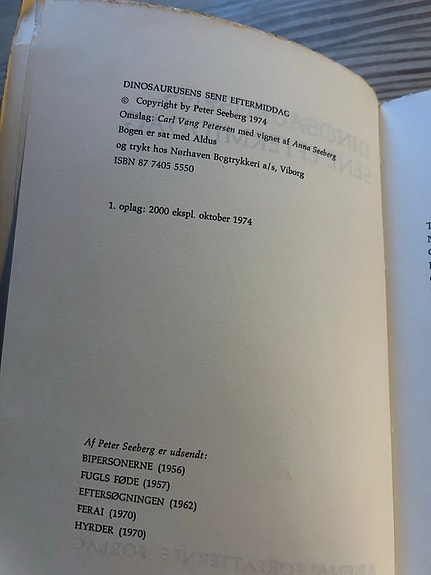 DINOSAURUSENS SENE EFTERMIDDAG
© Copyright by Peter Seeberg 1974
Omslag: Carl Vang Petersen med vignet af Anna Seeberg
Bogen er sat med Aldus
og trykt hos Nørhaven Bogtrykkeri a/s, Viborg
ISBN 87 7405 5550
1. oplag: 2000 ekspl. oktober 1974
Af Peter Seeberg er udsendt:
BIPERSONERNE (1956)
FUGLS FØDE (1957)
EFTERSØGNINGEN (1962)
FERAI (1970)
HYRDER (1970)